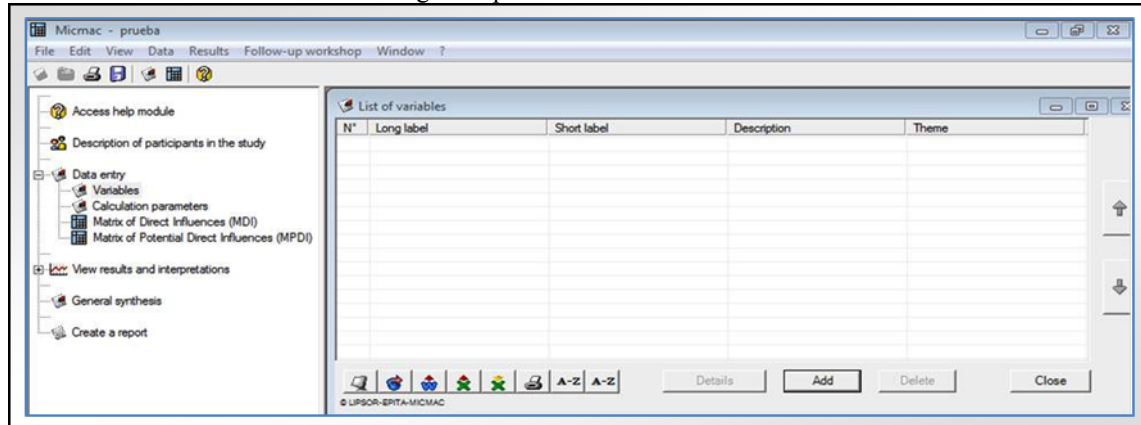 Micmac - prueba
File Edit View Data Results Follow-up workshop Window ?
Access help module
Description of participants in the study
Data entry
Variables
Calculation parameters
Matrix of Direct Influences (MDI)
Matrix of Potential Direct Influences (MPDI)
View results and interpretations
General synthesis
Create a report
List of variables
N° Long label Short label Description Theme
A-Z A-Z Details Add Delete Close
© LIPSOR-EPITA-MICMAC